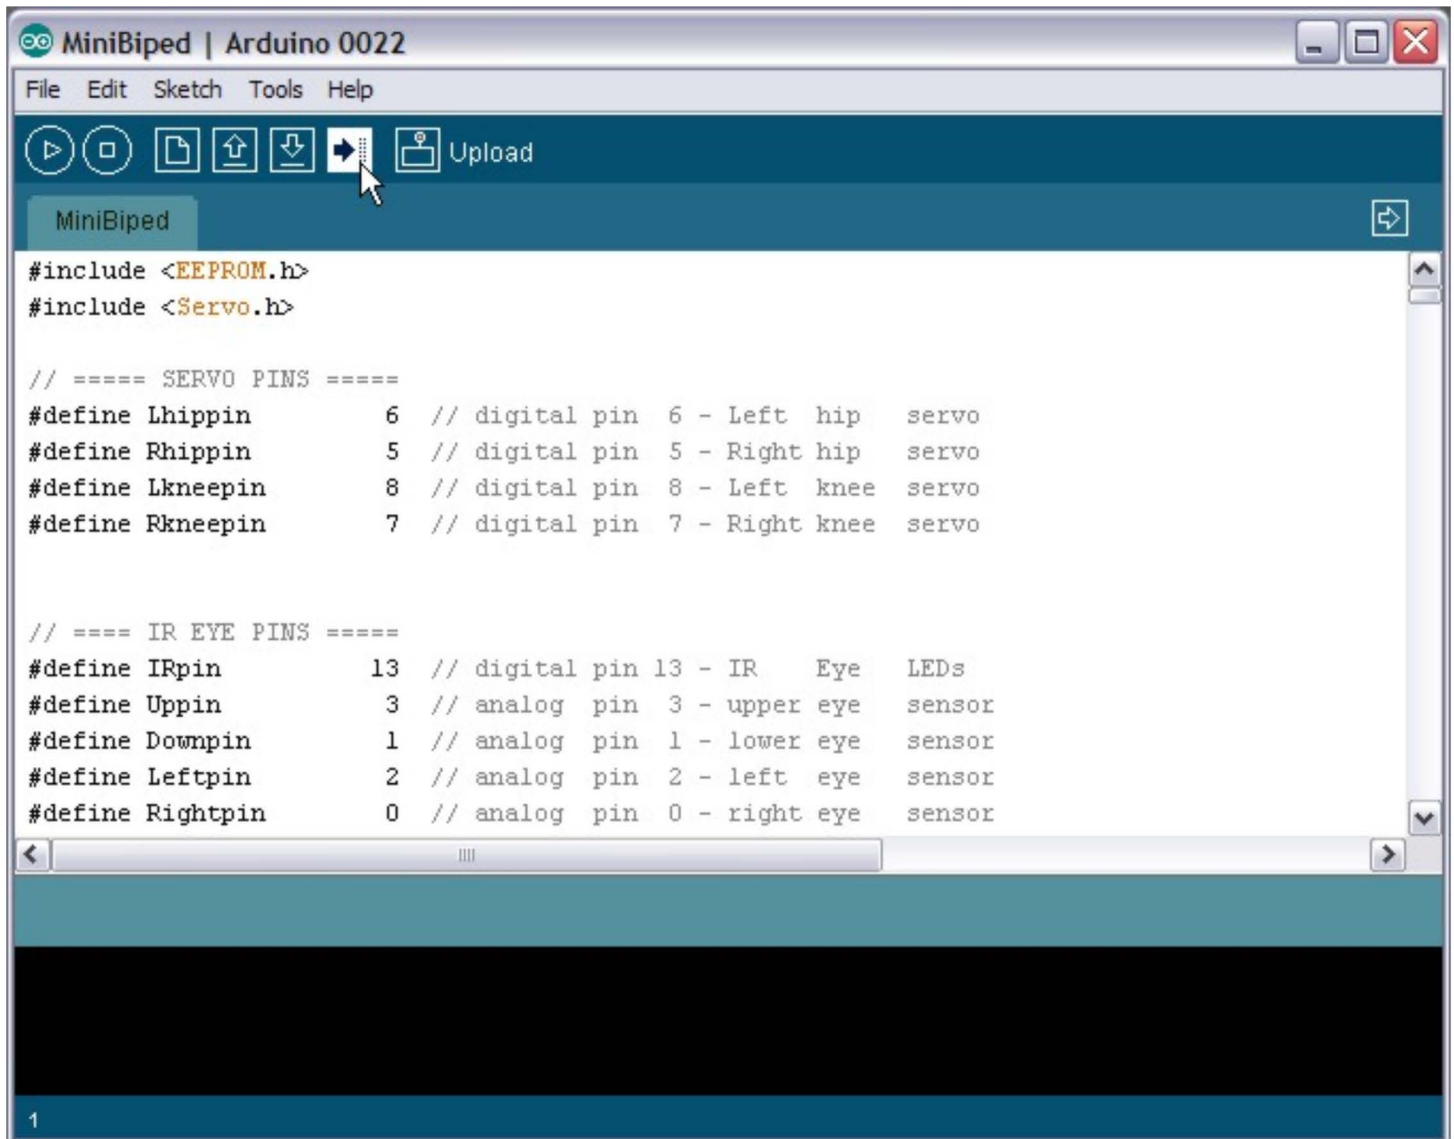 MiniBiped | Arduino 0022
File Edit Sketch Tools Help
Upload
MiniBiped
#include <EEPROM.h>
#include <Servo.h>
// ===== SERVO PINS =====
#define Lhippin 6 // digital pin 6 - Left hip servo
#define Rhippin 5 // digital pin 5 - Right hip servo
#define Lkneepin 8 // digital pin 8 - Left knee servo
#define Rkneepin 7 // digital pin 7 - Right knee servo
// ==== IR EYE PINS =====
#define IRpin 13 // digital pin 13 - IR Eye LEDs
#define Uppin 3 // analog pin 3 - upper eye sensor
#define Downpin 1 // analog pin 1 - lower eye sensor
#define Leftpin 2 // analog pin 2 - left eye sensor
#define Rightpin 0 // analog pin 0 - right eye sensor
1